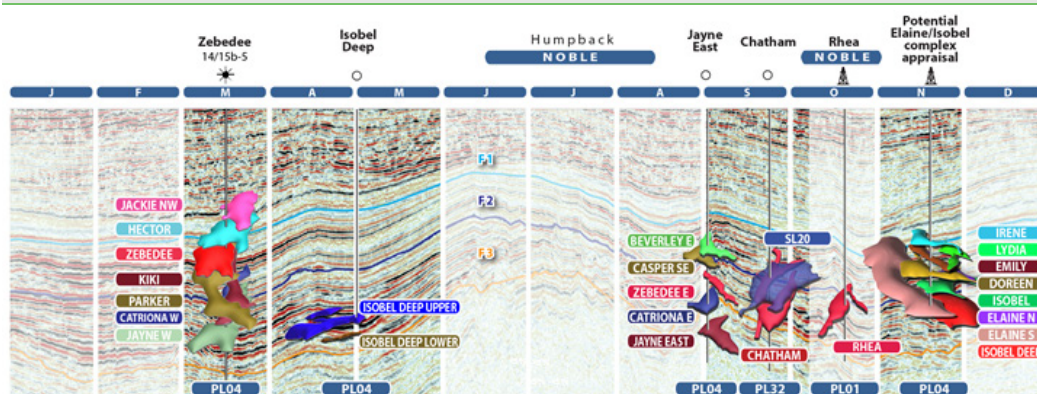 Zebedee
14/15b-5
Isobel
Deep
Humpback
NOBLE
Jayne
East
Chatham
Rhea
NOBLE
Potential
Elaine/Isobel
complex
appraisal
J F M A M J J A S O N D
F1
F2
F3
JACKIE NW
HECTOR
ZEBEDEE
KIKI
PARKER
CATRIONA W
JAYNE W
ISOBEL DEEP UPPER
ISOBEL DEEP LOWER
BEVERLEY E
CASPER SE
ZEBEDEE E
CATRIONA E
JAYNE EAST
SL20
CHATHAM
RHEA
IRENE
LYDIA
EMILY
DOREEN
ISOBEL
ELAINE N
ELAINE S
ISOBEL DEEP
PL04 PL04 PL04 PL32 PL01 PL04